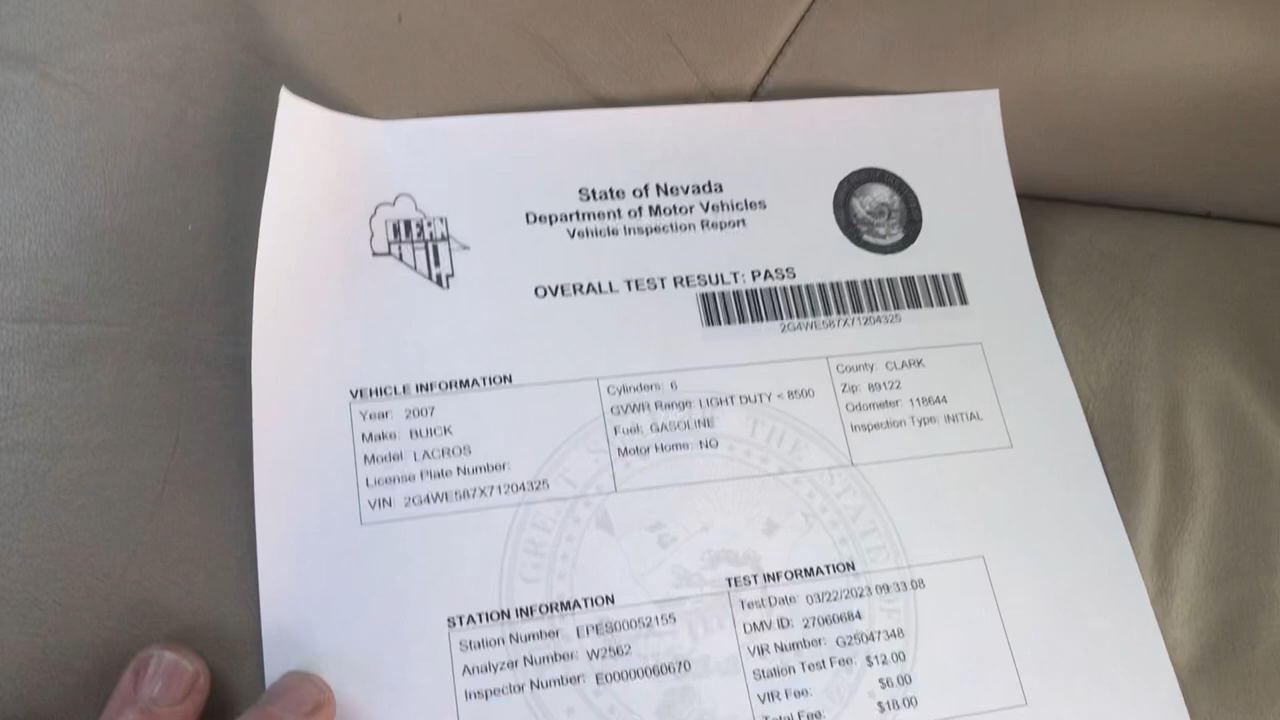 CLEAN
AIR
State of Nevada
Department of Motor Vehicles
Vehicle Inspection Report
OVERALL TEST RESULT: PASS
2G4WE587X71204325
VEHICLE INFORMATION
Year: 2007
Make: BUICK
Model: LACROS
License Plate Number:
VIN: 2G4WE587X71204325
Cylinders: 6
GVWR Range: LIGHT DUTY < 8500
Fuel: GASOLINE
Motor Home: NO
County: CLARK
Zip: 89122
Odometer: 118644
Inspection Type: INITIAL
GREAT THE STATE OF
STATION INFORMATION
Station Number: EPES00052155
Analyzer Number: W2562
Inspector Number: E00000060670
TEST INFORMATION
Test Date: 03/22/2023 09:33:08
DMV ID: 27060684
VIR Number: G25047348
Station Test Fee: $12.00
VIR Fee: $6.00
Total Fee: $18.00